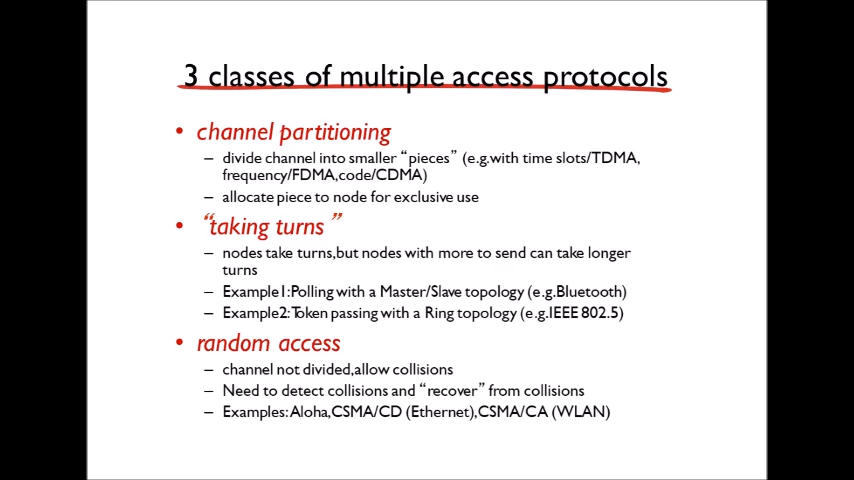 3 classes of multiple access protocols
• channel partitioning
– divide channel into smaller “pieces” (e.g.with time slots/TDMA,
frequency/FDMA,code/CDMA)
– allocate piece to node for exclusive use
• “taking turns”
– nodes take turns,but nodes with more to send can take longer
turns
– Example1:Polling with a Master/Slave topology (e.g.Bluetooth)
– Example2:Token passing with a Ring topology (e.g.IEEE 802.5)
• random access
– channel not divided,allow collisions
– Need to detect collisions and “recover” from collisions
– Examples:Aloha,CSMA/CD (Ethernet),CSMA/CA (WLAN)